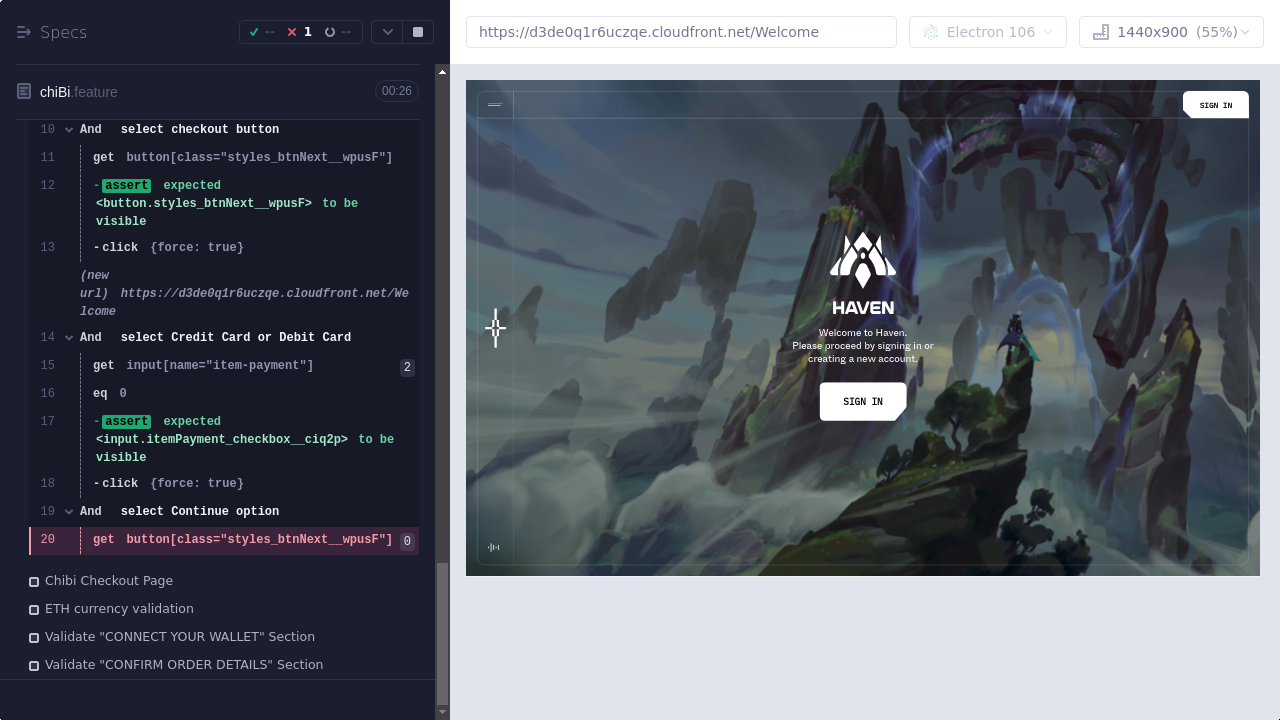 Specs
-- 1 --
https://d3de0q1r6uczqe.cloudfront.net/Welcome
Electron 106
1440x900 (55%)
chiBi.feature
00:26
10 And select checkout button
11 get button[class="styles_btnNext__wpusF"]
12 -assert expected
<button.styles_btnNext__wpusF> to be
visible
13 -click {force: true}
(new
url) https://d3de0q1r6uczqe.cloudfront.net/We
lcome
14 And select Credit Card or Debit Card
15 get input[name="item-payment"] 2
16 eq 0
17 -assert expected
<input.itemPayment_checkbox__ciq2p> to be
visible
18 -click {force: true}
19 And select Continue option
20 get button[class="styles_btnNext__wpusF"] 0
Chibi Checkout Page
ETH currency validation
Validate "CONNECT YOUR WALLET" Section
Validate "CONFIRM ORDER DETAILS" Section
SIGN IN
HAVEN
Welcome to Haven.
Please proceed by signing in or
creating a new account.
SIGN IN